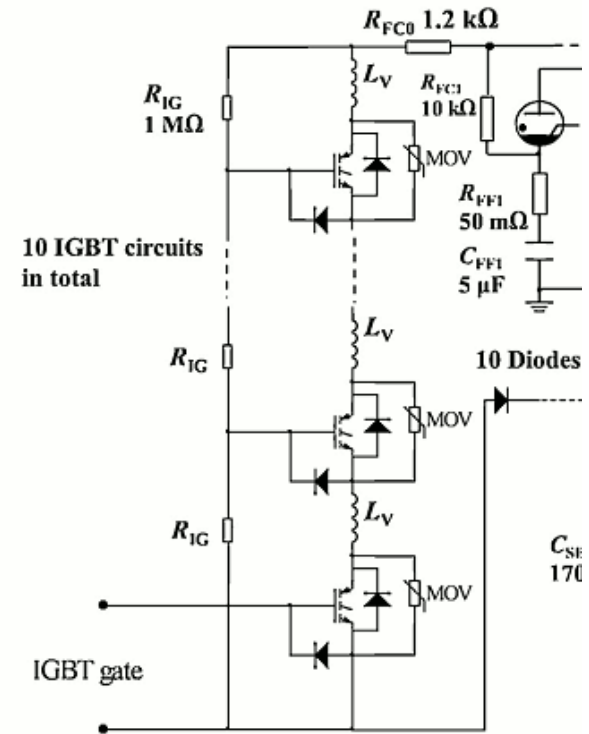 R_FC0 1.2 kΩ
L_V
R_IG
1 MΩ
R_FC1
10 kΩ
MOV
R_FF1
50 mΩ
10 IGBT circuits
in total
C_FF1
5 µF
L_V
R_IG
10 Diodes
MOV
L_V
R_IG
170
MOV
IGBT gate